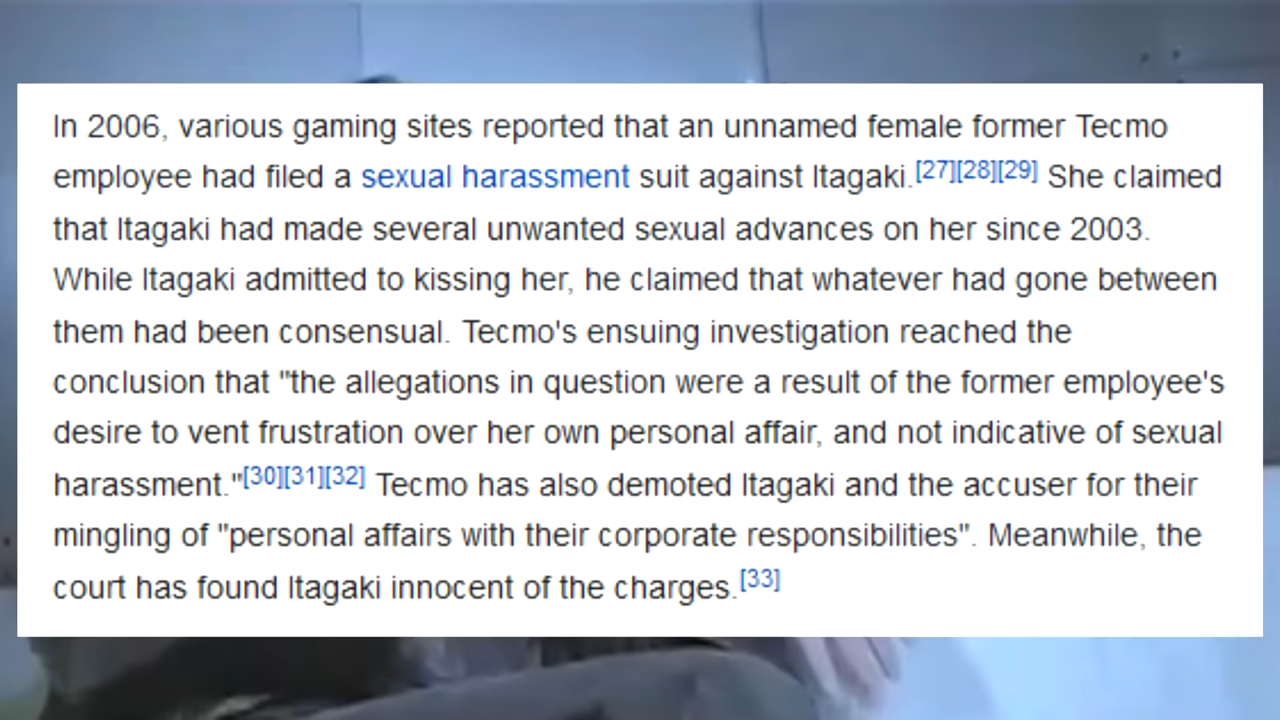 In 2006, various gaming sites reported that an unnamed female former Tecmo
employee had filed a sexual harassment suit against Itagaki.[27][28][29] She claimed
that Itagaki had made several unwanted sexual advances on her since 2003.
While Itagaki admitted to kissing her, he claimed that whatever had gone between
them had been consensual. Tecmo's ensuing investigation reached the
conclusion that "the allegations in question were a result of the former employee's
desire to vent frustration over her own personal affair, and not indicative of sexual
harassment."[30][31][32] Tecmo has also demoted Itagaki and the accuser for their
mingling of "personal affairs with their corporate responsibilities". Meanwhile, the
court has found Itagaki innocent of the charges.[33]